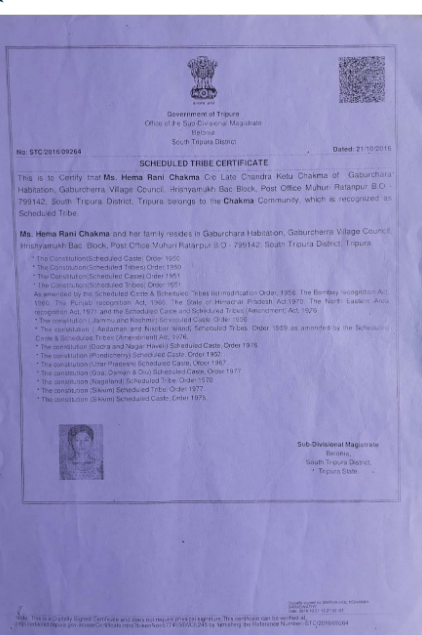 Government of Tripura
Office of the Sub Divisional Magistrate
Belonia
South Tripura District
No: STC/2016/09264
Dated: 21/10/2016
SCHEDULED TRIBE CERTIFICATE
This is to Certify that Ms. Hema Rani Chakma C/o Late Chandra Ketu Chakma of Gaburchara
Habitation, Gaburcherra Village Council, Hrishyamukh Bac Block, Post Office Muhuri Ratanpur B.O -
799142, South Tripura District, Tripura belongs to the Chakma Community, which is recognized as
Scheduled Tribe.
Ms. Hema Rani Chakma and her family resides in Gaburchara Habitation, Gaburcherra Village Council,
Hrishyamukh Bac Block, Post Office Muhuri Ratanpur B.O - 799142, South Tripura District, Tripura.
* The Constitution(Scheduled Caste) Order 1950
* The Constitution(Scheduled Tribes) Order 1950
* The Constitution(Scheduled Caste) Order 1951
* The Constitution(Scheduled Tribes) Order 1951
As amended by the Scheduled Caste & Scheduled Tribes list modification Order, 1956, The Bombay recognition Act,
1960, The Punjab recognition Act, 1966, The State of Himachal Pradesh Act,1970, The North Eastern Area
recognition Act, 1971 and the Scheduled Caste and Scheduled Tribes (Amendment) Act, 1976.
* The constitution (Jammu and Kashmir) Scheduled Caste, Order 1956
* The constitution (Andaman and Nicobar Island) Scheduled Tribes, Order 1959 as amended by the Scheduled
Caste & Scheduled Tribes (Amendment) Act, 1976.
* The constitution (Dadra and Nagar Haveli) Scheduled Caste, Order
* The constitution (Pondicherry) Scheduled Caste, Order
* The constitution (Uttar Pradesh) Scheduled Caste, Order 1967
* The constitution (Goa, Daman & Diu) Scheduled Caste, Order
* The constitution (Nagaland) Scheduled Tribe, Order
* The constitution (Sikkim) Scheduled Tribe, Order
* The constitution (Sikkim) Scheduled Caste, Order
Sub-Divisional Magistrate
Belonia,
South Tripura District,
Tripura State.
Note: This is a Digitally Signed Certificate and does not require physical signature. This certificate can be verified at
by furnishing the Reference Number: STC/2016/09264